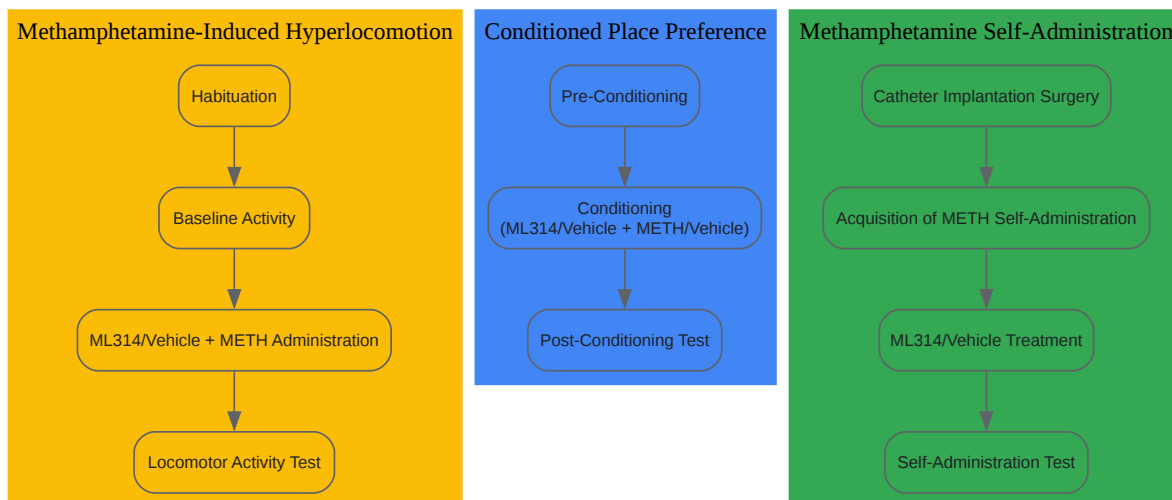 Methamphetamine-Induced Hyperlocomotion
Habituation
Baseline Activity
ML314/Vehicle + METH Administration
Locomotor Activity Test
Conditioned Place Preference
Pre-Conditioning
Conditioning
(ML314/Vehicle + METH/Vehicle)
Post-Conditioning Test
Methamphetamine Self-Administration
Catheter Implantation Surgery
Acquisition of METH Self-Administration
ML314/Vehicle Treatment
Self-Administration Test